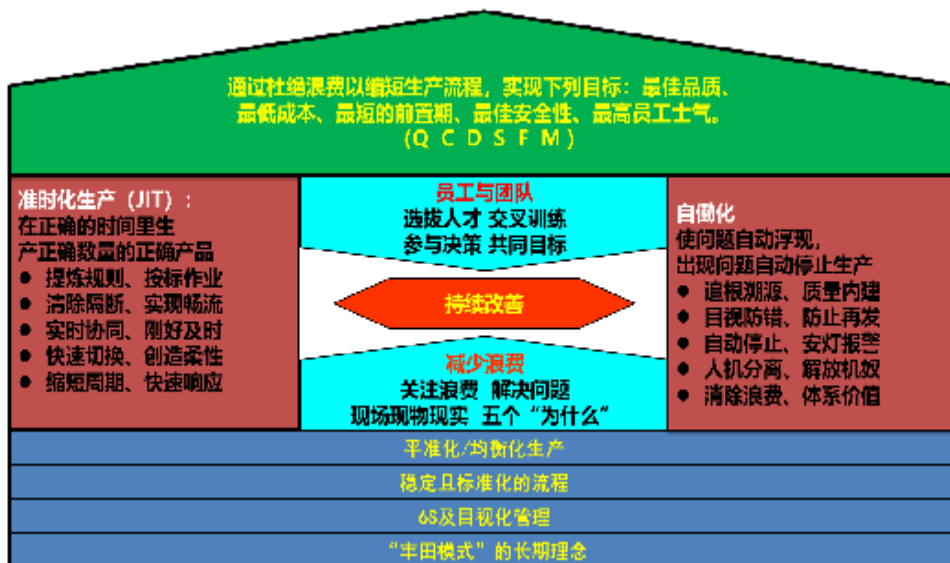 通过杜绝浪费以缩短生产流程，实现下列目标：最佳品质、
最低成本、最短的前置期、最佳安全性、最高员工士气。
(Q C D S F M)
准时化生产（JIT）：
在正确的时间里生
产正确数量的正确产品
● 提炼规则、按标作业
● 清除隔断、实现畅流
● 实时协同、刚好及时
● 快速切换、创造柔性
● 缩短周期、快速响应
员工与团队
选拔人才 交叉训练
参与决策 共同目标
持续改善
减少浪费
关注浪费 解决问题
现场现物现实 五个“为什么”
自働化
使问题自动浮现，
出现问题自动停止生产
● 追根溯源、质量内建
● 目视防错、防止再发
● 自动停止、安灯报警
● 人机分离、解放机奴
● 消除浪费、体系价值
平准化/均衡化生产
稳定且标准化的流程
6S及目视化管理
“丰田模式”的长期理念